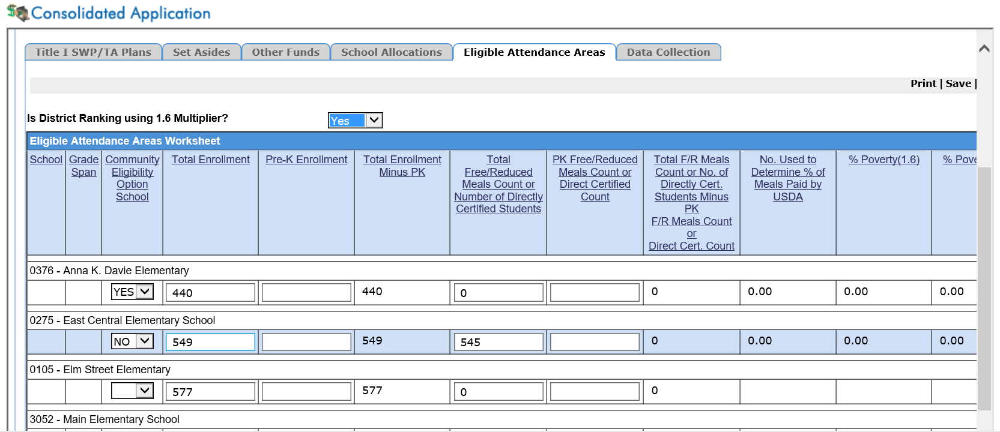 Consolidated Application
Title I SWP/TA Plans Set Asides Other Funds School Allocations Eligible Attendance Areas Data Collection
Print | Save |
Is District Ranking using 1.6 Multiplier? Yes
Eligible Attendance Areas Worksheet
School Grade Span Community Eligibility Option School Total Enrollment Pre-K Enrollment Total Enrollment Minus PK Total Free/Reduced Meals Count or Number of Directly Certified Students PK Free/Reduced Meals Count or Direct Certified Count Total F/R Meals Count or No. of Directly Cert. Students Minus PK F/R Meals Count or Direct Cert. Count No. Used to Determine % of Meals Paid by USDA % Poverty(1.6) % Pove
0376 - Anna K. Davie Elementary
YES 440 440 0 0 0.00 0.00 0.00
0275 - East Central Elementary School
NO 549 549 545 0 0.00 0.00 0.00
0105 - Elm Street Elementary
577 577 0 0
3052 - Main Elementary School